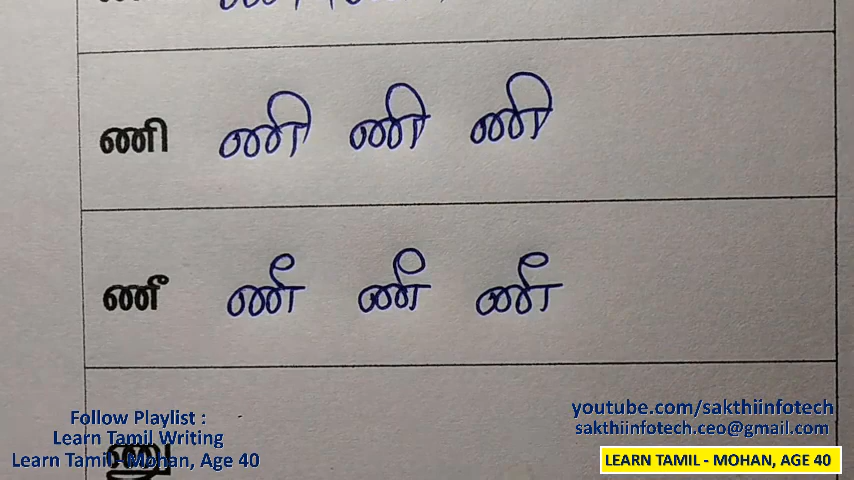 ணி ணி ணி ணி
ணீ ணீ ணீ ணீ
ணு
Follow Playlist :
Learn Tamil Writing
Learn Tamil - Mohan, Age 40
youtube.com/sakthiinfotech
sakthiinfotech.ceo@gmail.com
LEARN TAMIL - MOHAN, AGE 40